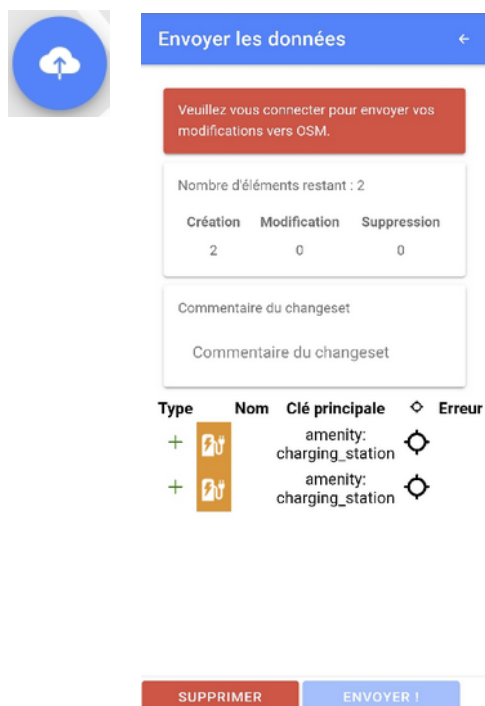 Envoyer les données
Veuillez vous connecter pour envoyer vos
modifications vers OSM.
Nombre d'éléments restant : 2
Création Modification Suppression
2 0 0
Commentaire du changeset
Commentaire du changeset
Type Nom Clé principale Erreur
amenity:
charging_station
amenity:
charging_station
SUPPRIMER ENVOYER !